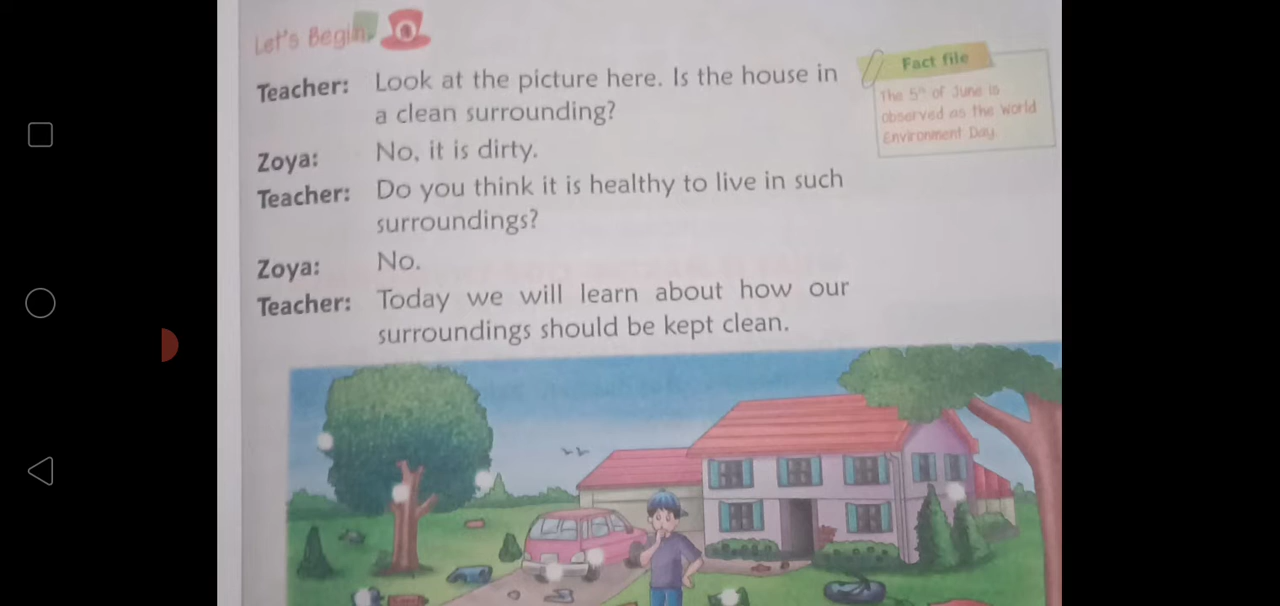 Let's Begin
Teacher: Look at the picture here. Is the house in
a clean surrounding?
Zoya: No, it is dirty.
Teacher: Do you think it is healthy to live in such
surroundings?
Zoya: No.
Teacher: Today we will learn about how our
surroundings should be kept clean.
Fact file
The 5th of June is
observed as the World
Environment Day.